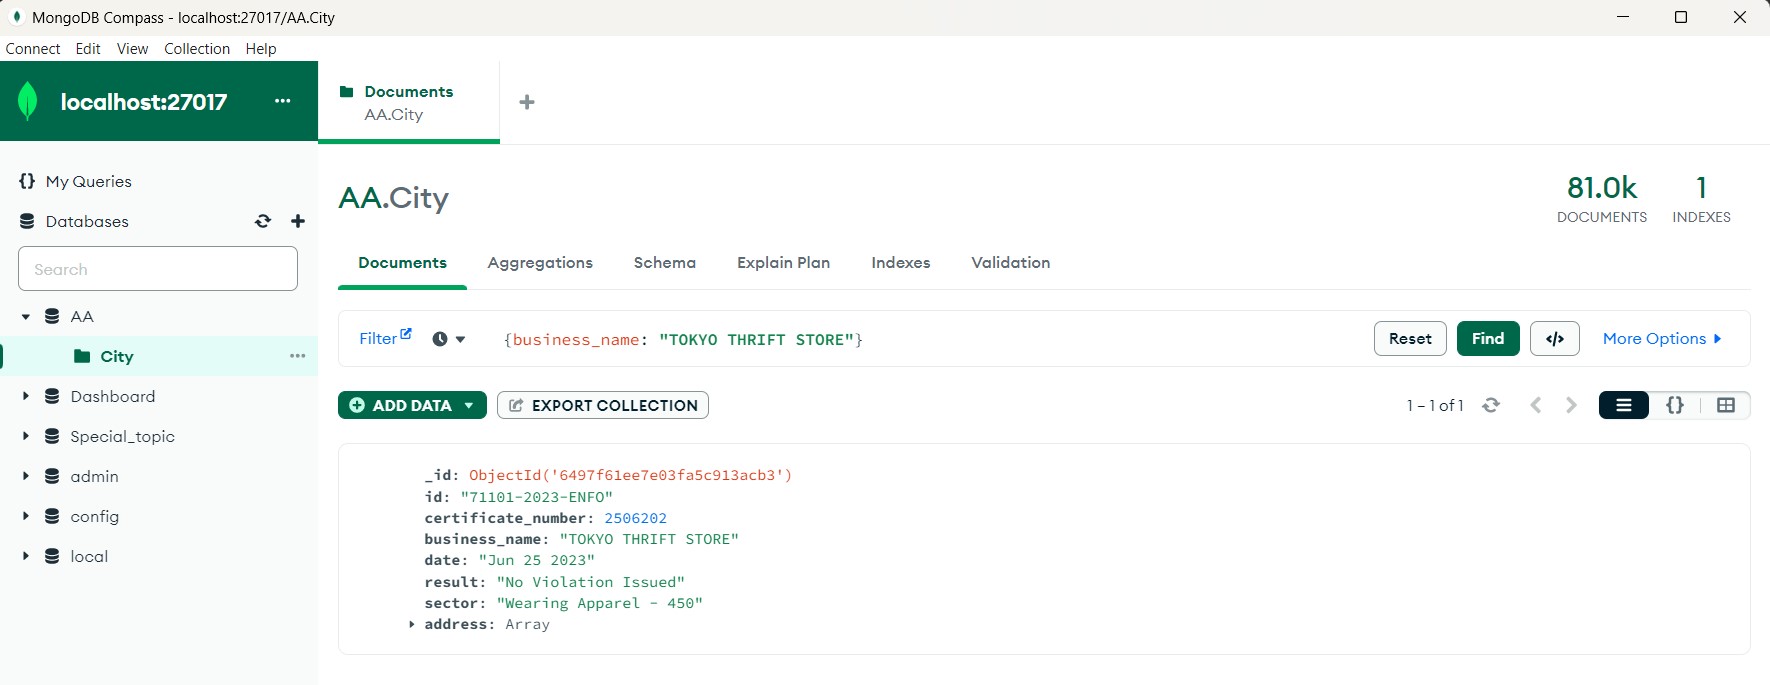 MongoDB Compass - localhost:27017/AA.City
Connect Edit View Collection Help
localhost:27017 ...
Documents
AA.City
+
{} My Queries
Databases
Search
AA
City ...
Dashboard
Special_topic
admin
config
local
AA.City
81.0k
DOCUMENTS
1
INDEXES
Documents Aggregations Schema Explain Plan Indexes Validation
Filter {business_name: "TOKYO THRIFT STORE"} Reset Find </> More Options
ADD DATA EXPORT COLLECTION 1 – 1 of 1 {}
_id: ObjectId('6497f61ee7e03fa5c913acb3')
id: "71101-2023-ENFO"
certificate_number: 2506202
business_name: "TOKYO THRIFT STORE"
date: "Jun 25 2023"
result: "No Violation Issued"
sector: "Wearing Apparel - 450"
address: Array